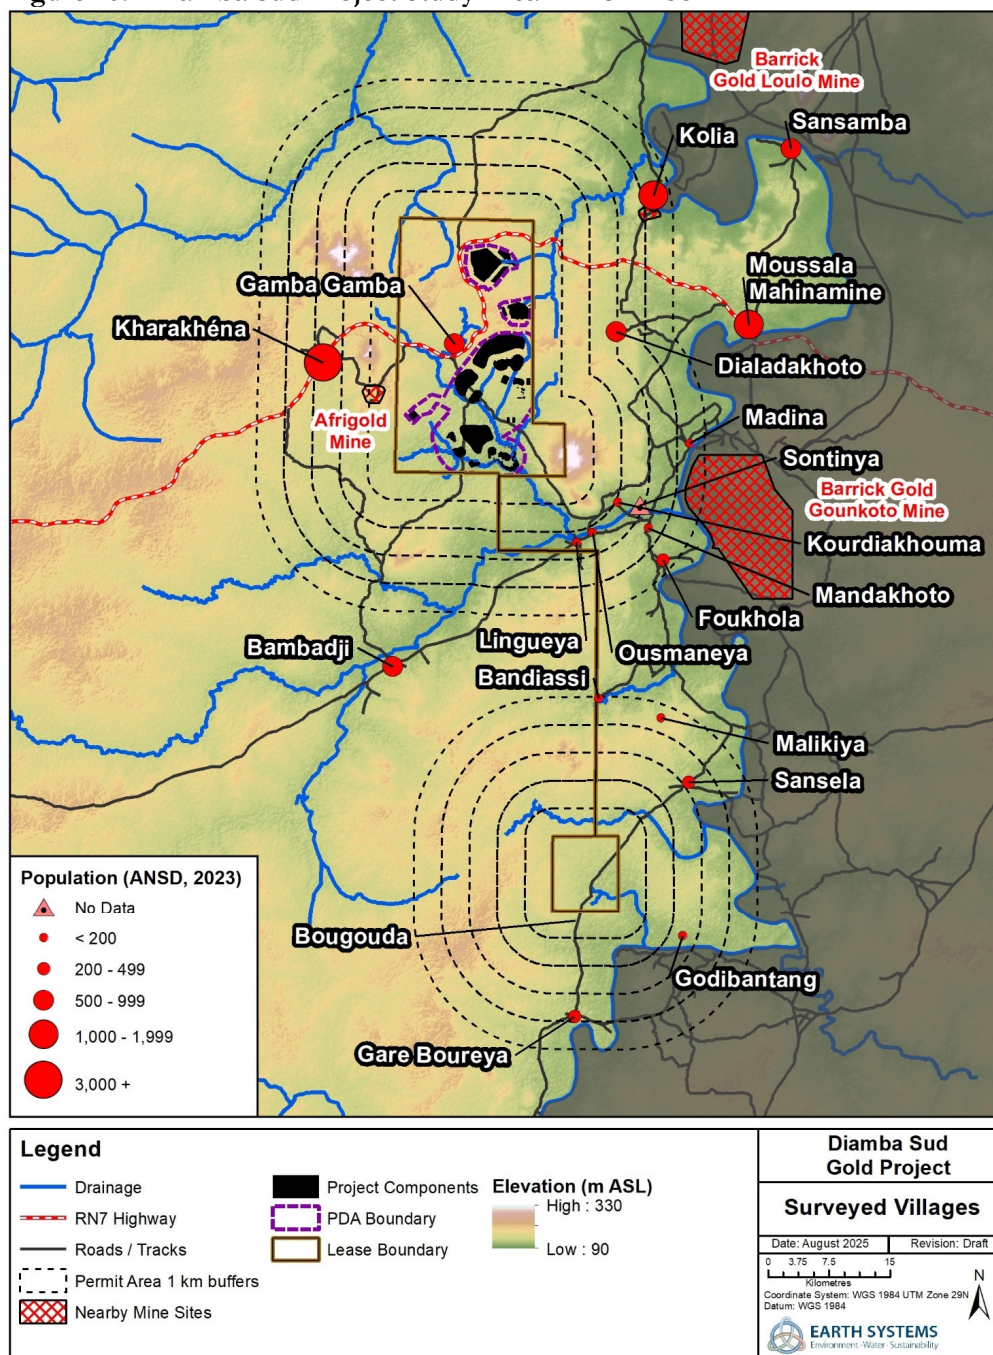 Barrick
Gold Loulo Mine
Kolia
Sansamba
Gamba Gamba
Moussala
Mahinamine
Kharakhéna
Dialadakhoto
Afrigold
Mine
Madina
Sontinya
Barrick Gold
Gounkoto Mine
Kourdiakhouma
Mandakhoto
Foukhola
Lingueya
Ousmaneya
Bambadji
Bandiassi
Malikiya
Sansela
Bougouda
Godibantang
Gare Boureya
Population (ANSD, 2023)
No Data
< 200
200 - 499
500 - 999
1,000 - 1,999
3,000 +
Legend
Drainage
RN7 Highway
Roads / Tracks
Permit Area 1 km buffers
Nearby Mine Sites
Project Components
PDA Boundary
Lease Boundary
Elevation (m ASL)
High : 330
Low : 90
Diamba Sud
Gold Project
Surveyed Villages
Date: August 2025
Revision: Draft
0 3.75 7.5 15
Kilometres
N
Coordinate System: WGS 1984 UTM Zone 29N
Datum: WGS 1984
EARTH SYSTEMS
Environment · Water · Sustainability